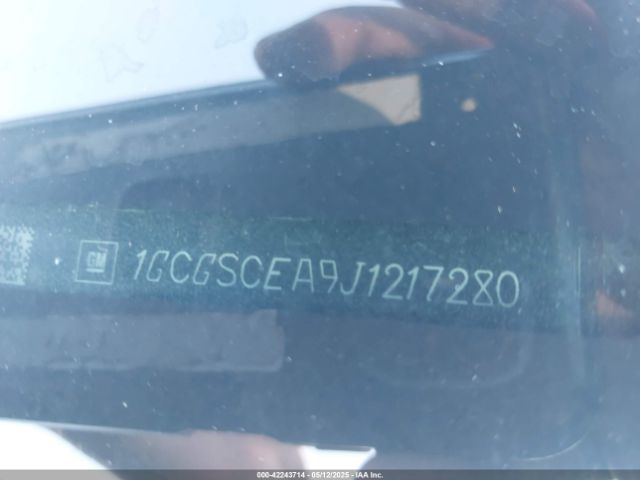 GM 1GCGSCEA9J1217280
000-42243714 - 05/12/2025 - IAA Inc.